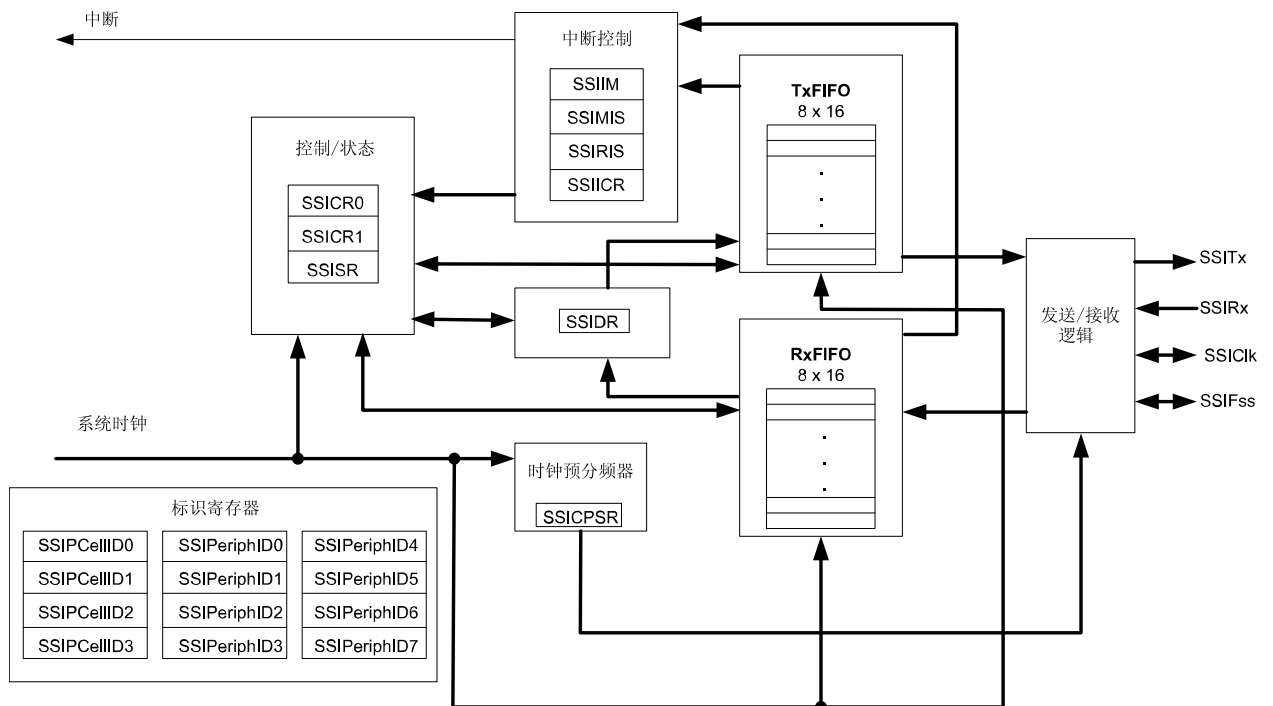 中断
中断控制
SSIIM
SSIMIS
SSIRIS
SSIICR
控制/状态
SSICR0
SSICR1
SSISR
TxFIFO
8 x 16
.
.
.
SSIDR
RxFIFO
8 x 16
.
.
.
发送/接收
逻辑
SSITx
SSIRx
SSIClk
SSIFss
系统时钟
时钟预分频器
SSICPSR
标识寄存器
SSIPCellID0
SSIPeriphID0
SSIPeriphID4
SSIPCellID1
SSIPeriphID1
SSIPeriphID5
SSIPCellID2
SSIPeriphID2
SSIPeriphID6
SSIPCellID3
SSIPeriphID3
SSIPeriphID7